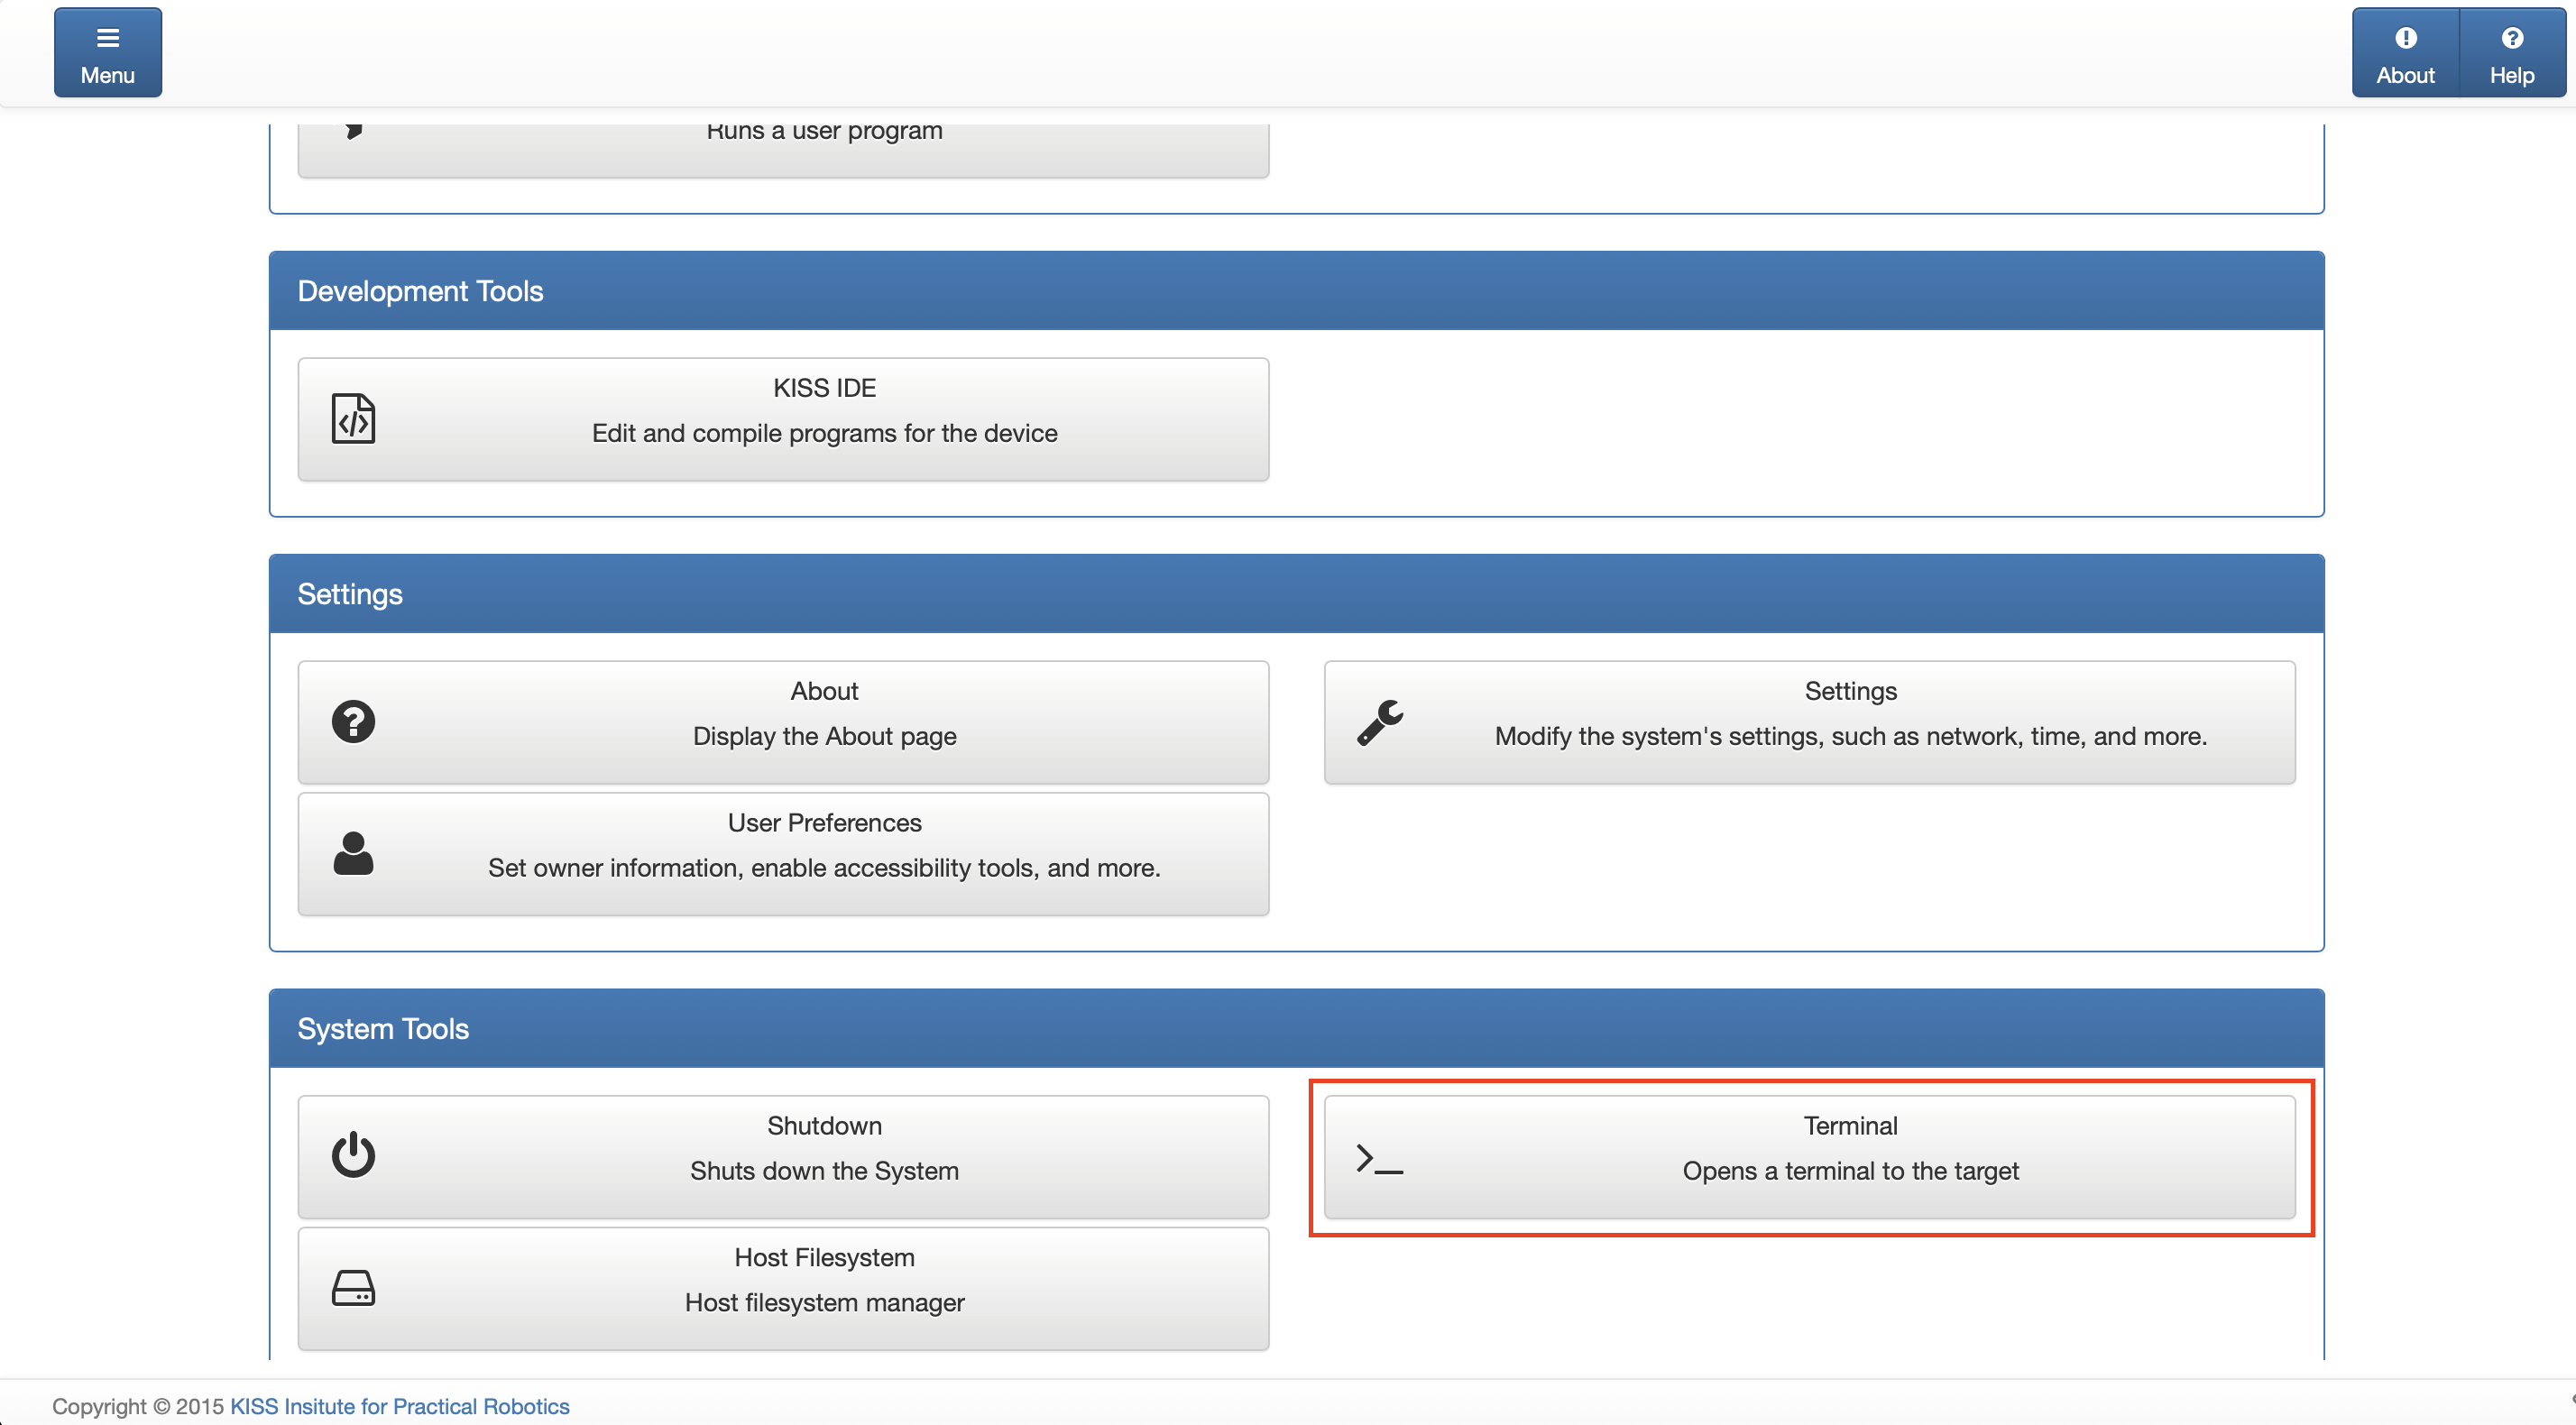 Menu
About
Help
Runs a user program
Development Tools
KISS IDE
Edit and compile programs for the device
Settings
About
Display the About page
Settings
Modify the system's settings, such as network, time, and more.
User Preferences
Set owner information, enable accessibility tools, and more.
System Tools
Shutdown
Shuts down the System
Terminal
Opens a terminal to the target
Host Filesystem
Host filesystem manager
Copyright © 2015 KISS Insitute for Practical Robotics